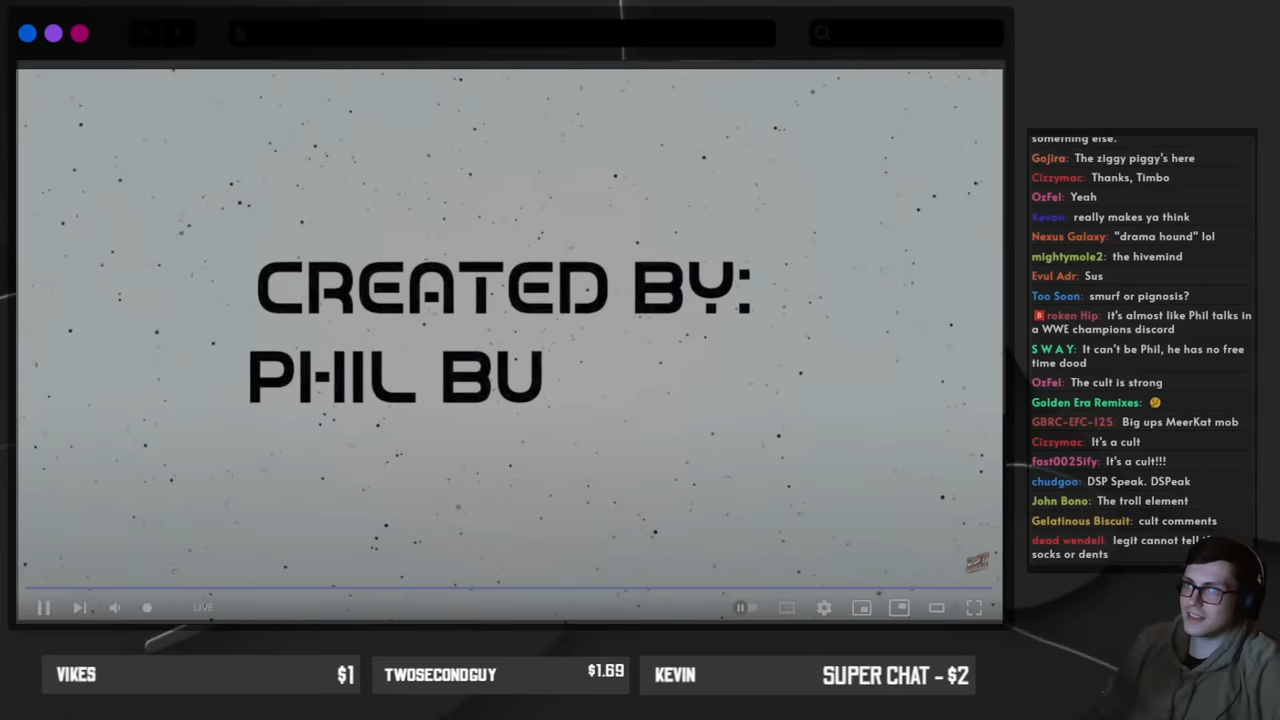 CREATED BY:
PHIL BU
LIVE
something else.
Gojira: The ziggy piggy's here
Cizzymac: Thanks, Timbo
OzFel: Yeah
Kevan: really makes ya think
Nexus Galaxy: "drama hound" lol
mightymole2: the hivemind
Evul Adr: Sus
Too Soon: smurf or pignosis?
B roken Hip: it's almost like Phil talks in
a WWE champions discord
S W A Y: It can't be Phil, he has no free
time dood
OzFel: The cult is strong
Golden Era Remixes: 🤔
GBRC-EFC-125: Big ups MeerKat mob
Cizzymac: It's a cult
fast0025ify: It's a cult!!!
chudgoo: DSP Speak. DSPeak
John Bono: The troll element
Gelatinous Biscuit: cult comments
dead wendell: legit cannot tell
socks or dents
VIKES $1
TWOSECONDGUY $1.69
KEVIN SUPER CHAT - $2